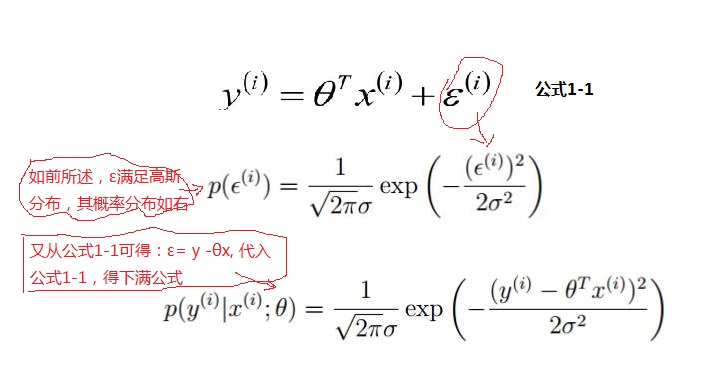 y^(i) = θ^T x^(i) + ε^(i) 公式1-1
如前所述，ε满足高斯
分布，其概率分布如右
p(ϵ^(i)) = 1/(√(2π)σ) exp(−(ϵ^(i))²/(2σ²))
又从公式1-1可得：ε= y -θx, 代入
公式1-1，得下满公式
p(y^(i)|x^(i); θ) = 1/(√(2π)σ) exp(−(y^(i) − θ^T x^(i))²/(2σ²))